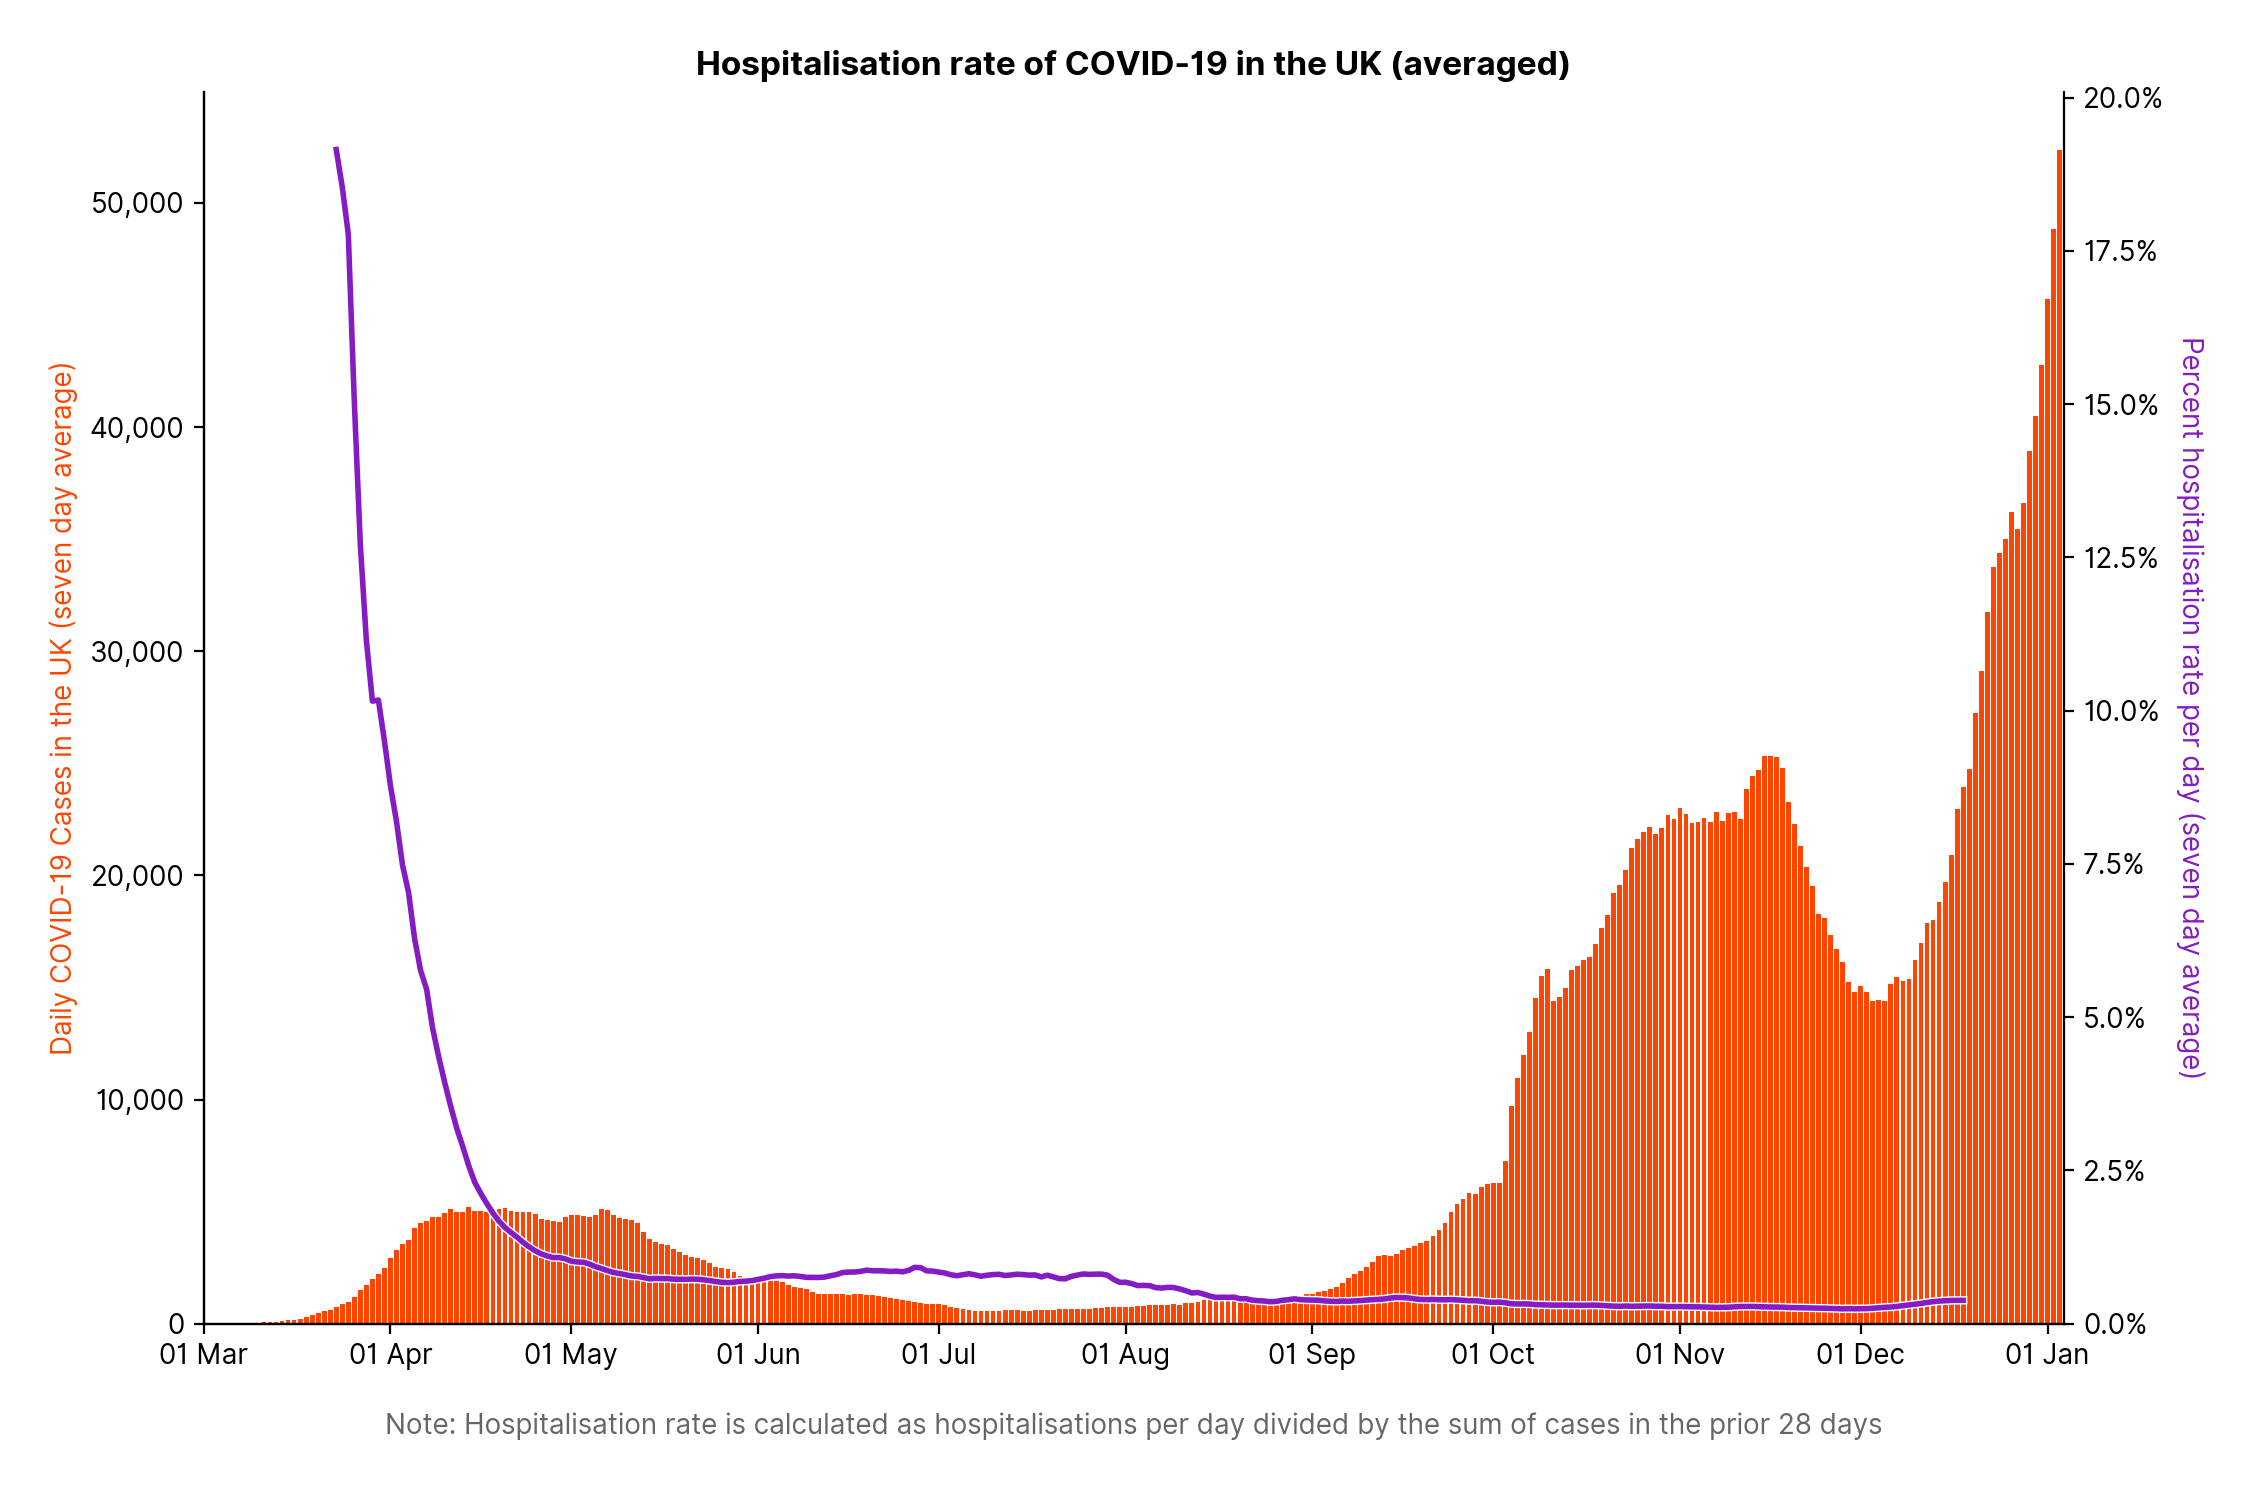 Hospitalisation rate of COVID-19 in the UK (averaged)
Daily COVID-19 Cases in the UK (seven day average)
50,000
40,000
30,000
20,000
10,000
0
20.0%
17.5%
15.0%
12.5%
10.0%
7.5%
5.0%
2.5%
0.0%
Percent hospitalisation rate per day (seven day average)
01 Mar
01 Apr
01 May
01 Jun
01 Jul
01 Aug
01 Sep
01 Oct
01 Nov
01 Dec
01 Jan
Note: Hospitalisation rate is calculated as hospitalisations per day divided by the sum of cases in the prior 28 days